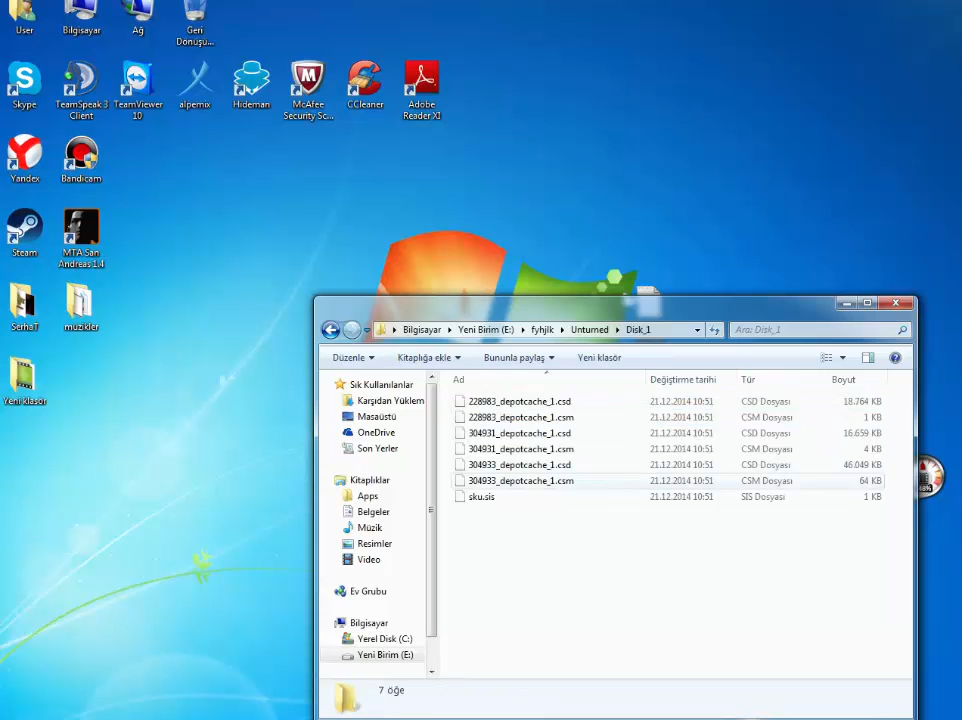 User
Bilgisayar
Ağ
Geri
Dönüşü...
Skype
TeamSpeak 3
Client
TeamViewer
10
alpemix
Hideman
McAfee
Security Sc...
CCleaner
Adobe
Reader XI
Yandex
Bandicam
Steam
MTA San
Andreas 1.4
SerhaT
müzikler
Yeni klasör
Bilgisayar
Yeni Birim (E:)
fyhjlk
Unturned
Disk_1
Ara: Disk_1
Düzenle
Kitaplığa ekle
Bununla paylaş
Yeni klasör
Sık Kullanılanlar
Karşıdan Yüklem
Masaüstü
OneDrive
Son Yerler
Kitaplıklar
Apps
Belgeler
Müzik
Resimler
Video
Ev Grubu
Bilgisayar
Yerel Disk (C:)
Yeni Birim (E:)
Ad Değiştirme tarihi Tür Boyut
228983_depotcache_1.csd 21.12.2014 10:51 CSD Dosyası 18.764 KB
228983_depotcache_1.csm 21.12.2014 10:51 CSM Dosyası 1 KB
304931_depotcache_1.csd 21.12.2014 10:51 CSD Dosyası 16.659 KB
304931_depotcache_1.csm 21.12.2014 10:51 CSM Dosyası 4 KB
304933_depotcache_1.csd 21.12.2014 10:51 CSD Dosyası 46.049 KB
304933_depotcache_1.csm 21.12.2014 10:51 CSM Dosyası 64 KB
sku.sis 21.12.2014 10:51 SIS Dosyası 1 KB
7 öğe